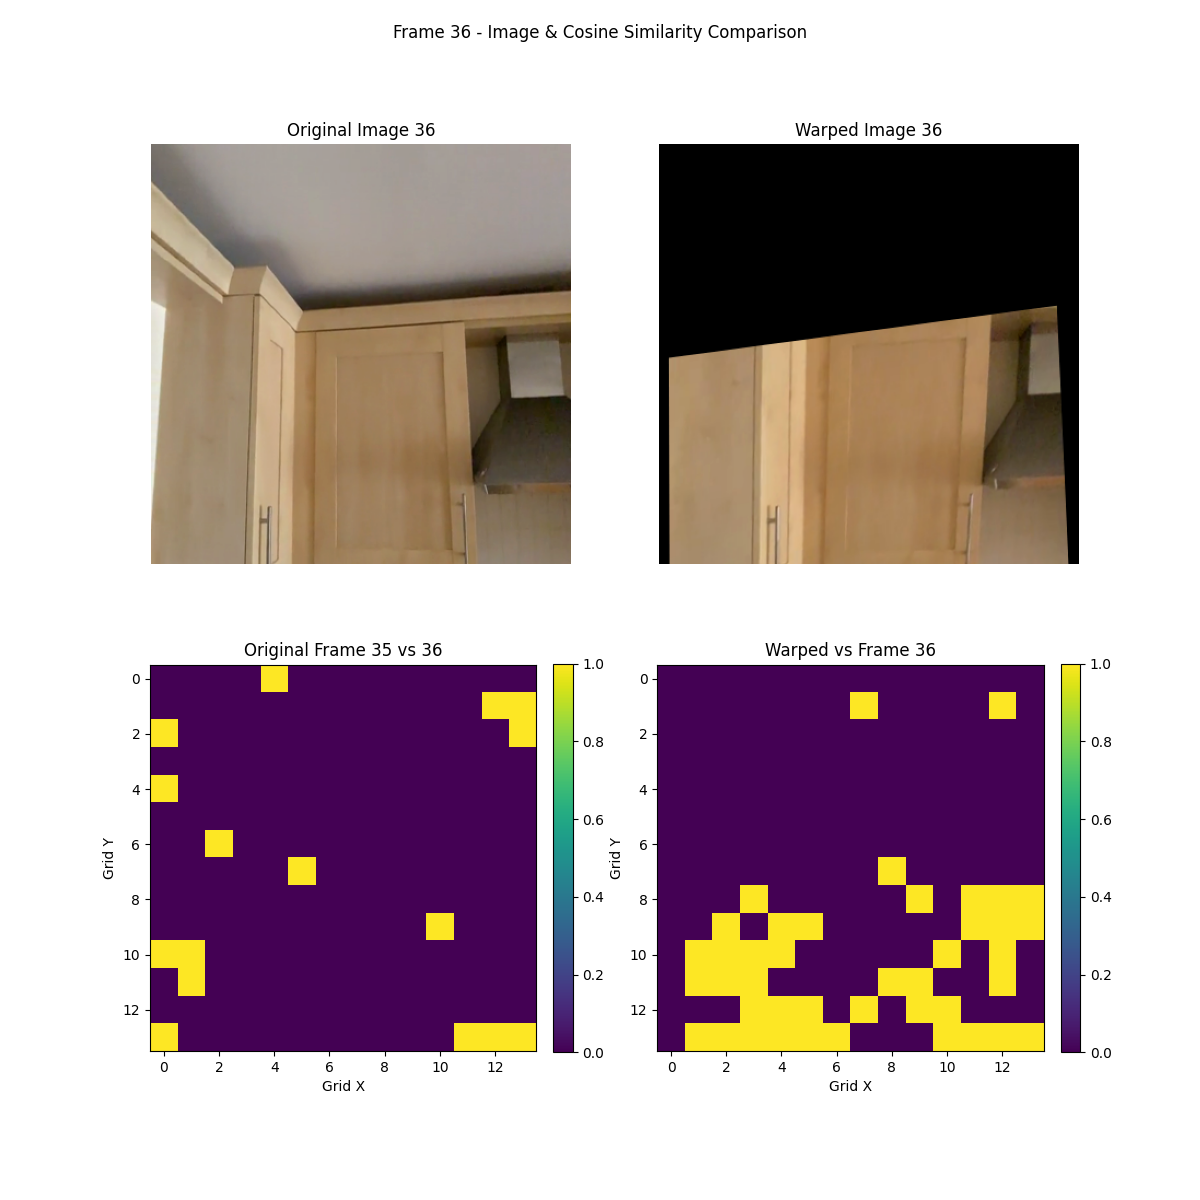 Frame 36 - Image & Cosine Similarity Comparison
Original Image 36
Warped Image 36
Original Frame 35 vs 36
Warped vs Frame 36
0
2
4
6
8
10
12
Grid Y
0 2 4 6 8 10 12
Grid X
1.0
0.8
0.6
0.4
0.2
0.0
0
2
4
6
8
10
12
Grid Y
0 2 4 6 8 10 12
Grid X
1.0
0.8
0.6
0.4
0.2
0.0